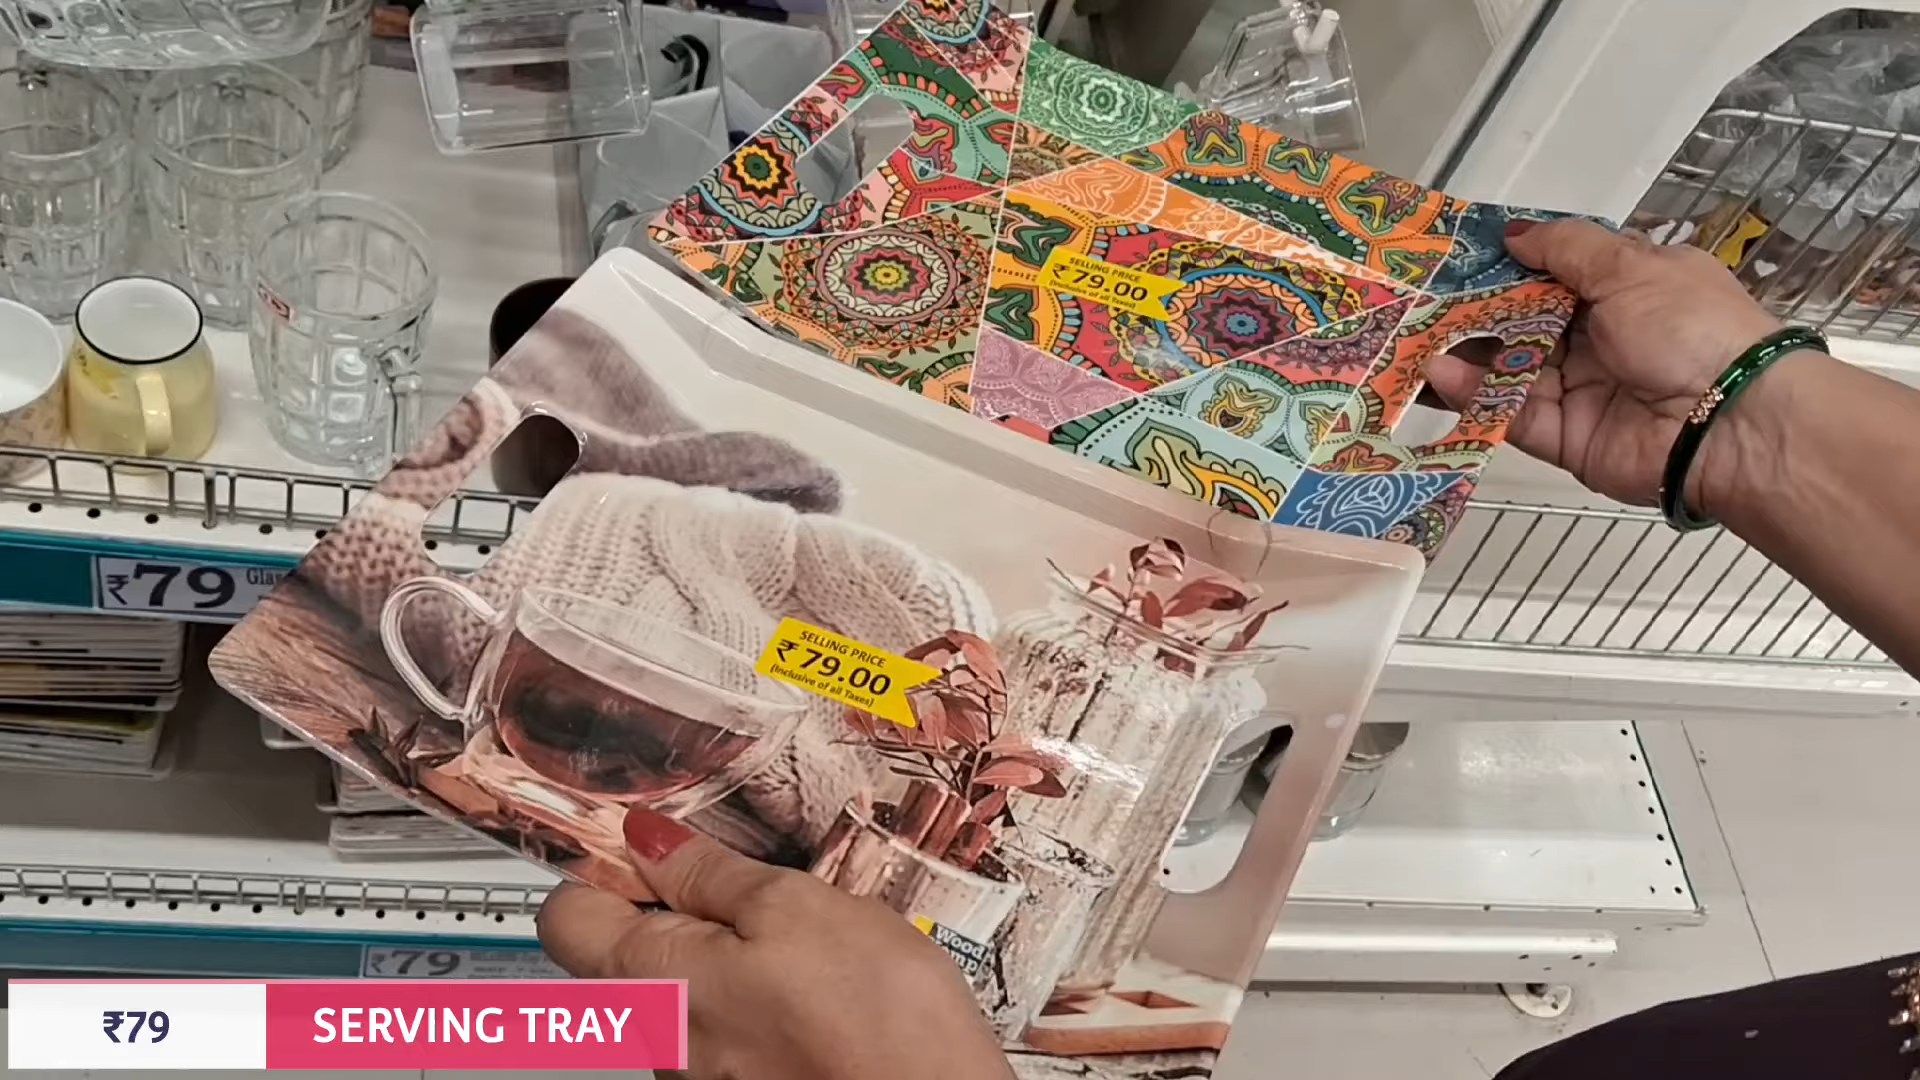 SELLING PRICE
₹ 79.00
(Inclusive of all Taxes)
₹79
SELLING PRICE
₹ 79.00
(Inclusive of all Taxes)
Wood
₹79
₹79
SERVING TRAY